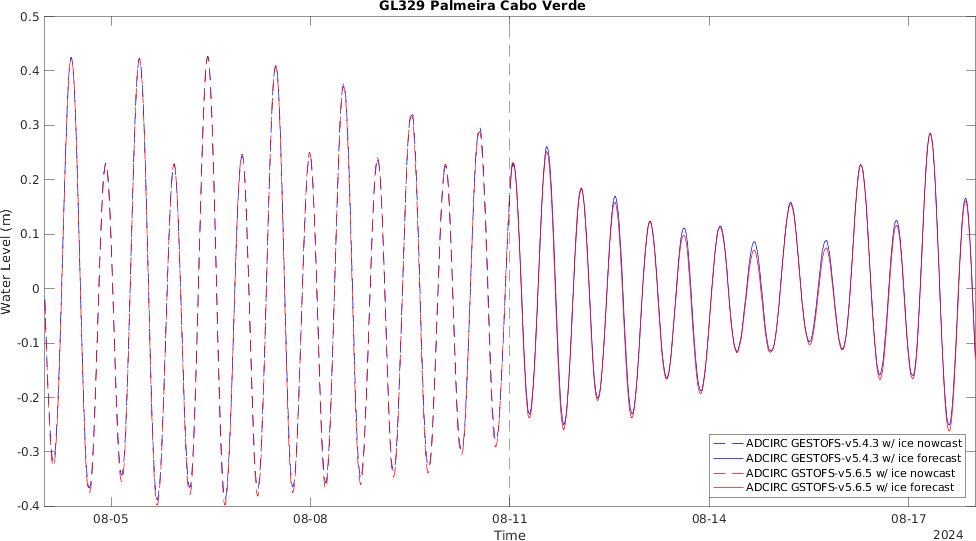 GL329 Palmeira Cabo Verde
0.5
0.4
0.3
0.2
0.1
0
-0.1
-0.2
-0.3
-0.4
Water Level (m)
ADCIRC GESTOFS-v5.4.3 w/ ice nowcast
ADCIRC GESTOFS-v5.4.3 w/ ice forecast
ADCIRC GSTOFS-v5.6.5 w/ ice nowcast
ADCIRC GSTOFS-v5.6.5 w/ ice forecast
08-05 08-08 08-11 08-14 08-17
Time
2024